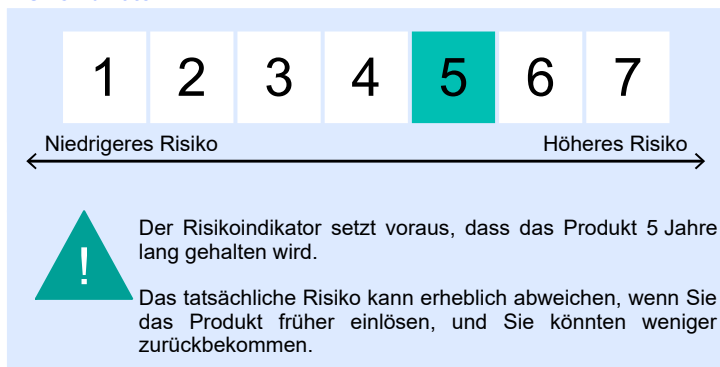 1 2 3 4 5 6 7
Niedrigeres Risiko Höheres Risiko
!
Der Risikoindikator setzt voraus, dass das Produkt 5 Jahre
lang gehalten wird.
Das tatsächliche Risiko kann erheblich abweichen, wenn Sie
das Produkt früher einlösen, und Sie könnten weniger
zurückbekommen.